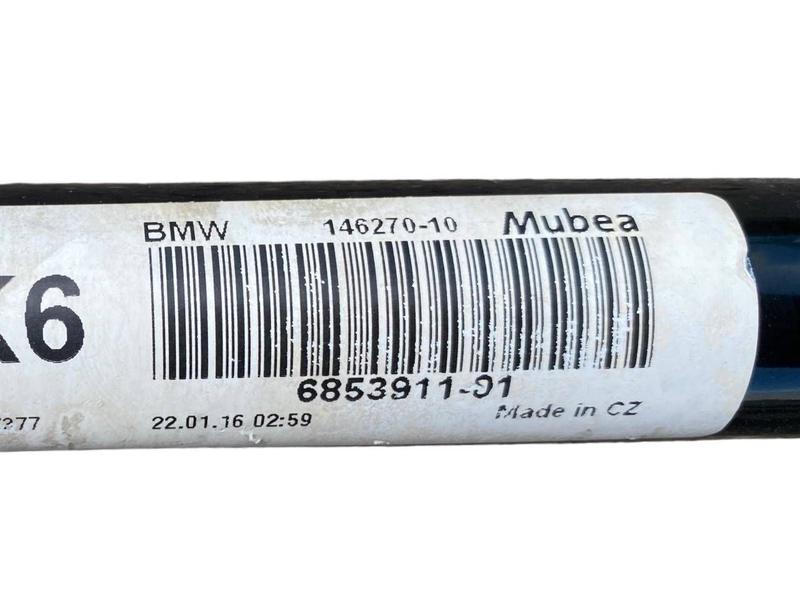 BMW 146270-10 Mubea
K6
6853911-01
22.01.16 02:59 Made in CZ